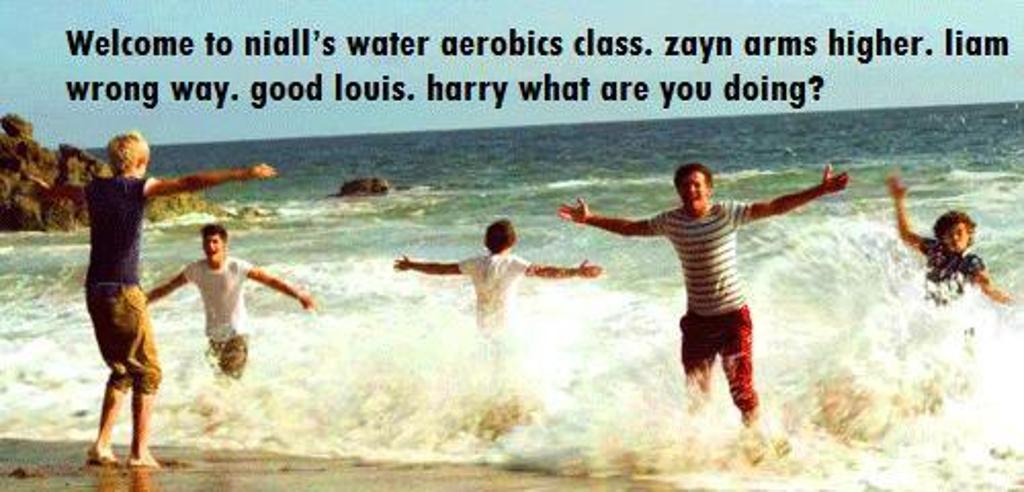 Welcome to niall's water aerobics class. zayn arms higher. liam
wrong way. good louis. harry what are you doing?